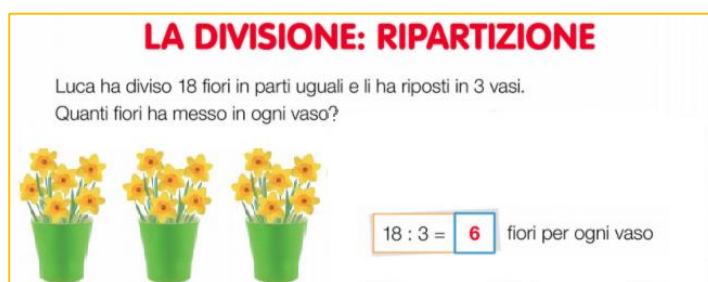 LA DIVISIONE: RIPARTIZIONE
Luca ha diviso 18 fiori in parti uguali e li ha riposti in 3 vasi.
Quanti fiori ha messo in ogni vaso?
18 : 3 = 6 fiori per ogni vaso